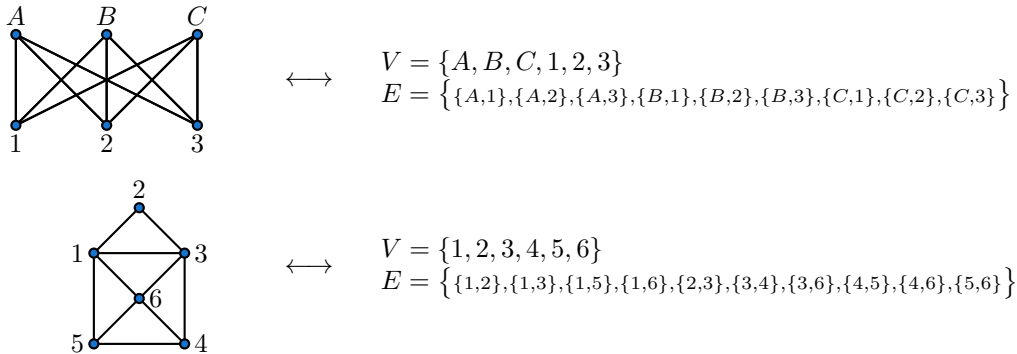 A B C
1 2 3
⟷
V = {A, B, C, 1, 2, 3}
E = {{A,1},{A,2},{A,3},{B,1},{B,2},{B,3},{C,1},{C,2},{C,3}}
2
1 3
6
5 4
⟷
V = {1, 2, 3, 4, 5, 6}
E = {{1,2},{1,3},{1,5},{1,6},{2,3},{3,4},{3,6},{4,5},{4,6},{5,6}}